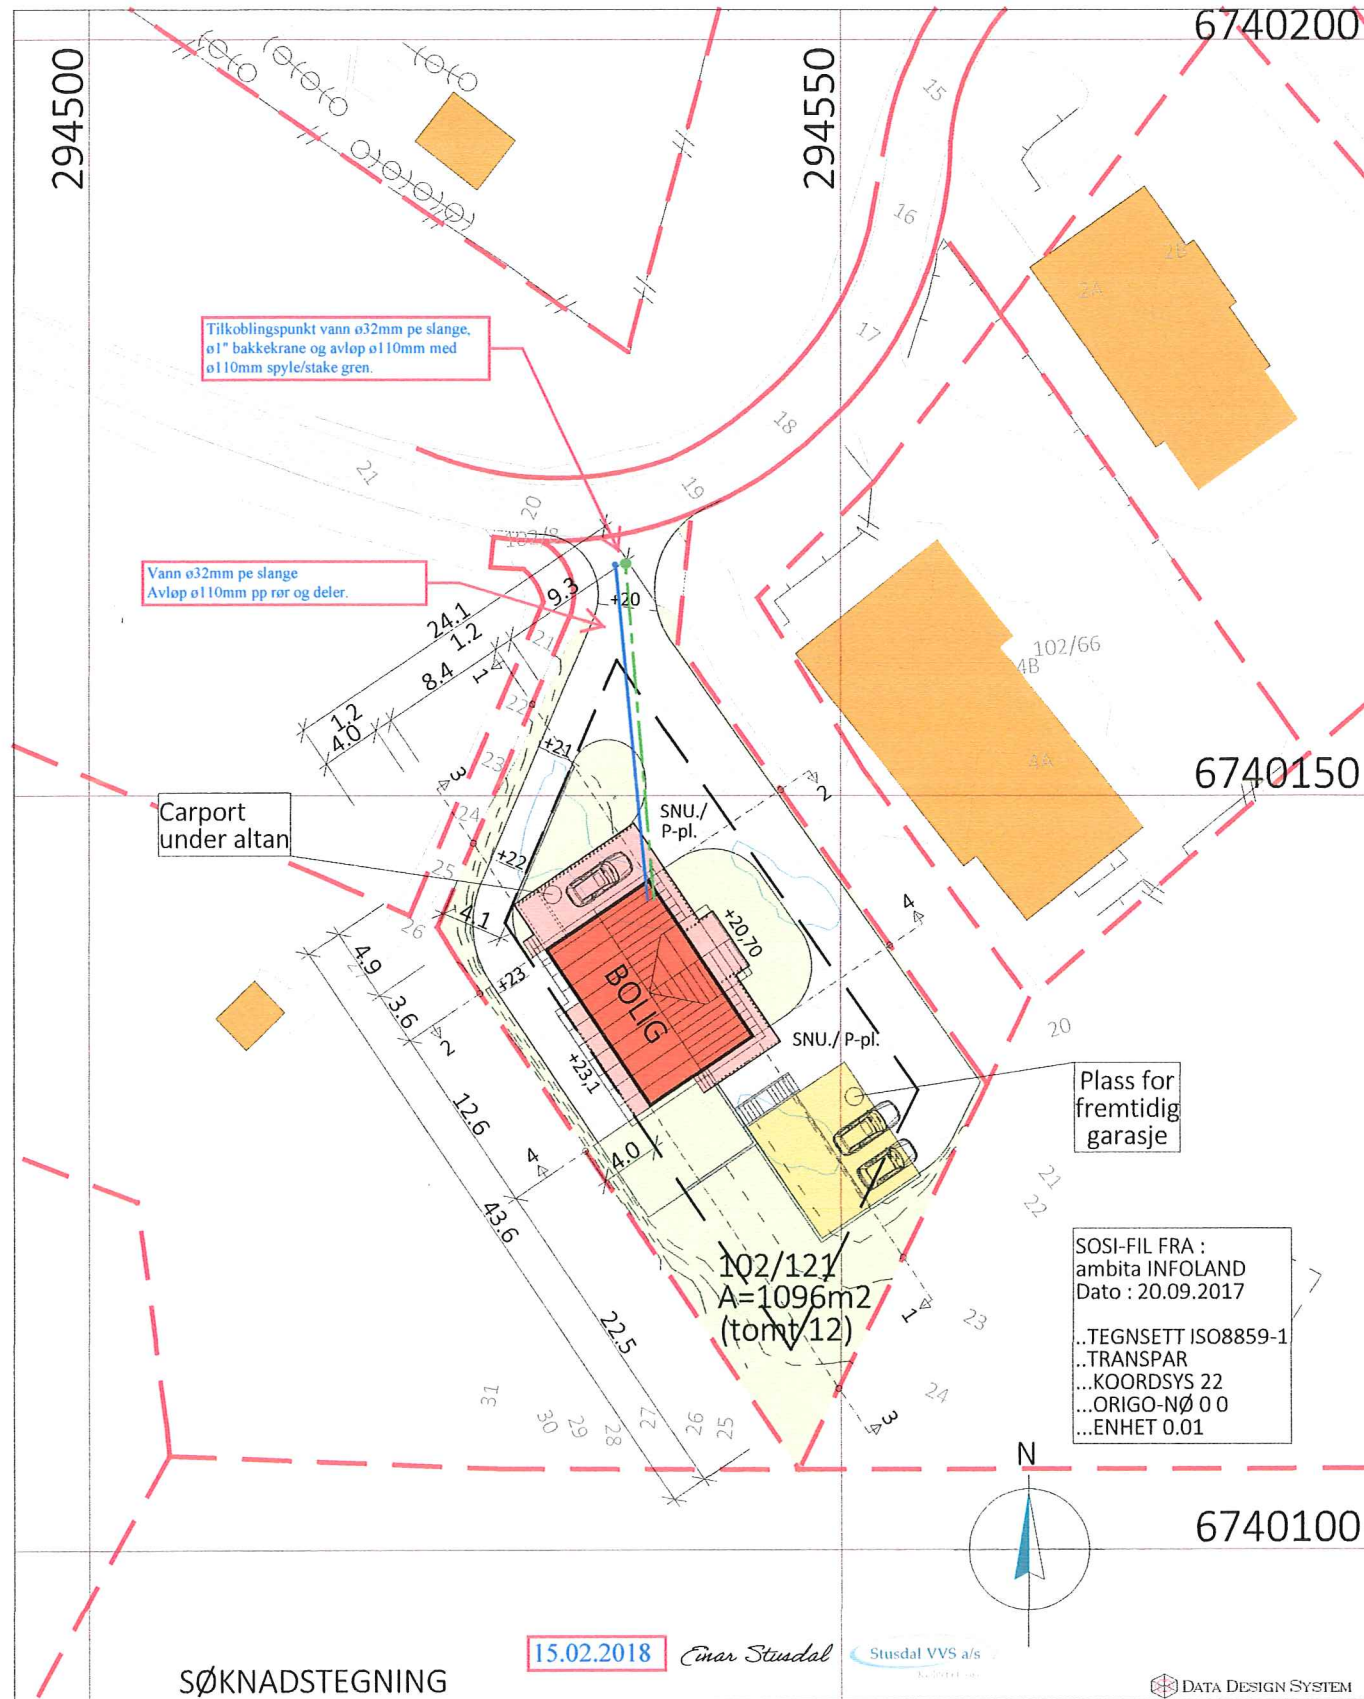 6740200
294500
294550
15
16
2B
2A
17
Tilkoblingspunkt vann ø32mm pe slange,
ø1" bakkekrane og avløp ø110mm med
ø110mm spyle/stake gren.
18
21
19
20
Vann ø32mm pe slange
Avløp ø110mm pp rør og deler.
9.3
+20
24.1
1.2
21
102/66
4B
8.4
1
22
1.2
4.0
+21
23
3
4A
6740150
2
24
Carport
under altan
SNU./
P-pl.
+22
25
4.1
4
26
+20,70
4.9
+23
BOLIG
3.6
2
20
SNU./ P-pl.
+23,1
Plass for
fremtidig
garasje
12.6
4
4.0
21
22
43.6
102/121
A=1096m2
(tomt 12)
22.5
1
23
SOSI-FIL FRA :
ambita INFOLAND
Dato : 20.09.2017
..TEGNSETT ISO8859-1
..TRANSPAR
...KOORDSYS 22
...ORIGO-NØ 0 0
...ENHET 0.01
31
30
29
28
27
26
25
24
3
N
6740100
15.02.2018
Einar Stusdal
Stusdal VVS a/s
SØKNADSTEGNING
DATA DESIGN SYSTEM